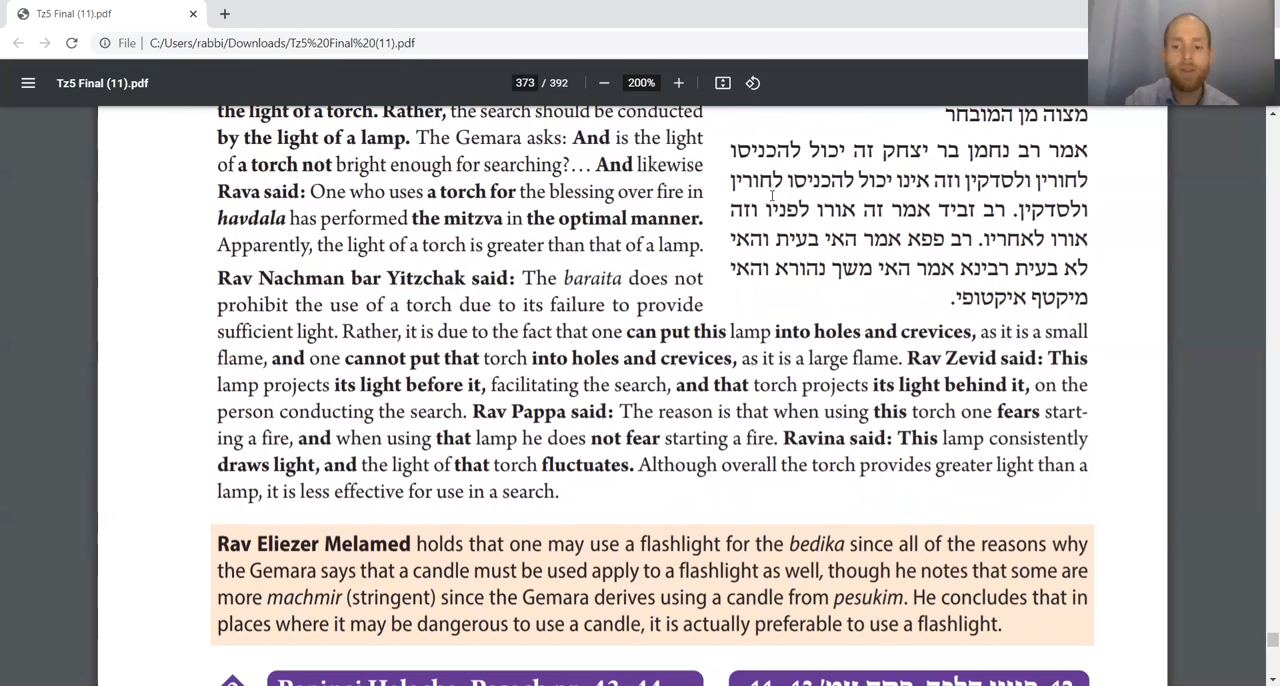 Tz5 Final (11).pdf
File
C:/Users/rabbi/Downloads/Tz5%20Final%20(11).pdf
Tz5 Final (11).pdf
373 / 392
200%
the light of a torch. Rather, the search should be conducted
by the light of a lamp. The Gemara asks: And is the light
of a torch not bright enough for searching?… And likewise
Rava said: One who uses a torch for the blessing over fire in
havdala has performed the mitzva in the optimal manner.
Apparently, the light of a torch is greater than that of a lamp.
מצוה מן המובחר
אמר רב נחמן בר יצחק זה יכול להכניסו
לחורין ולסדקין וזה אינו יכול להכניסו לחורין
ולסדקין. רב זביד אמר זה אורו לפניו וזה
אורו לאחריו. רב פפא אמר האי בעית והאי
לא בעית רבינא אמר האי משך נהורא והאי
מיקטף איקטופי.
Rav Nachman bar Yitzchak said: The baraita does not
prohibit the use of a torch due to its failure to provide
sufficient light. Rather, it is due to the fact that one can put this lamp into holes and crevices, as it is a small
flame, and one cannot put that torch into holes and crevices, as it is a large flame. Rav Zevid said: This
lamp projects its light before it, facilitating the search, and that torch projects its light behind it, on the
person conducting the search. Rav Pappa said: The reason is that when using this torch one fears start-
ing a fire, and when using that lamp he does not fear starting a fire. Ravina said: This lamp consistently
draws light, and the light of that torch fluctuates. Although overall the torch provides greater light than a
lamp, it is less effective for use in a search.
Rav Eliezer Melamed holds that one may use a flashlight for the bedika since all of the reasons why
the Gemara says that a candle must be used apply to a flashlight as well, though he notes that some are
more machmir (stringent) since the Gemara derives using a candle from pesukim. He concludes that in
places where it may be dangerous to use a candle, it is actually preferable to use a flashlight.